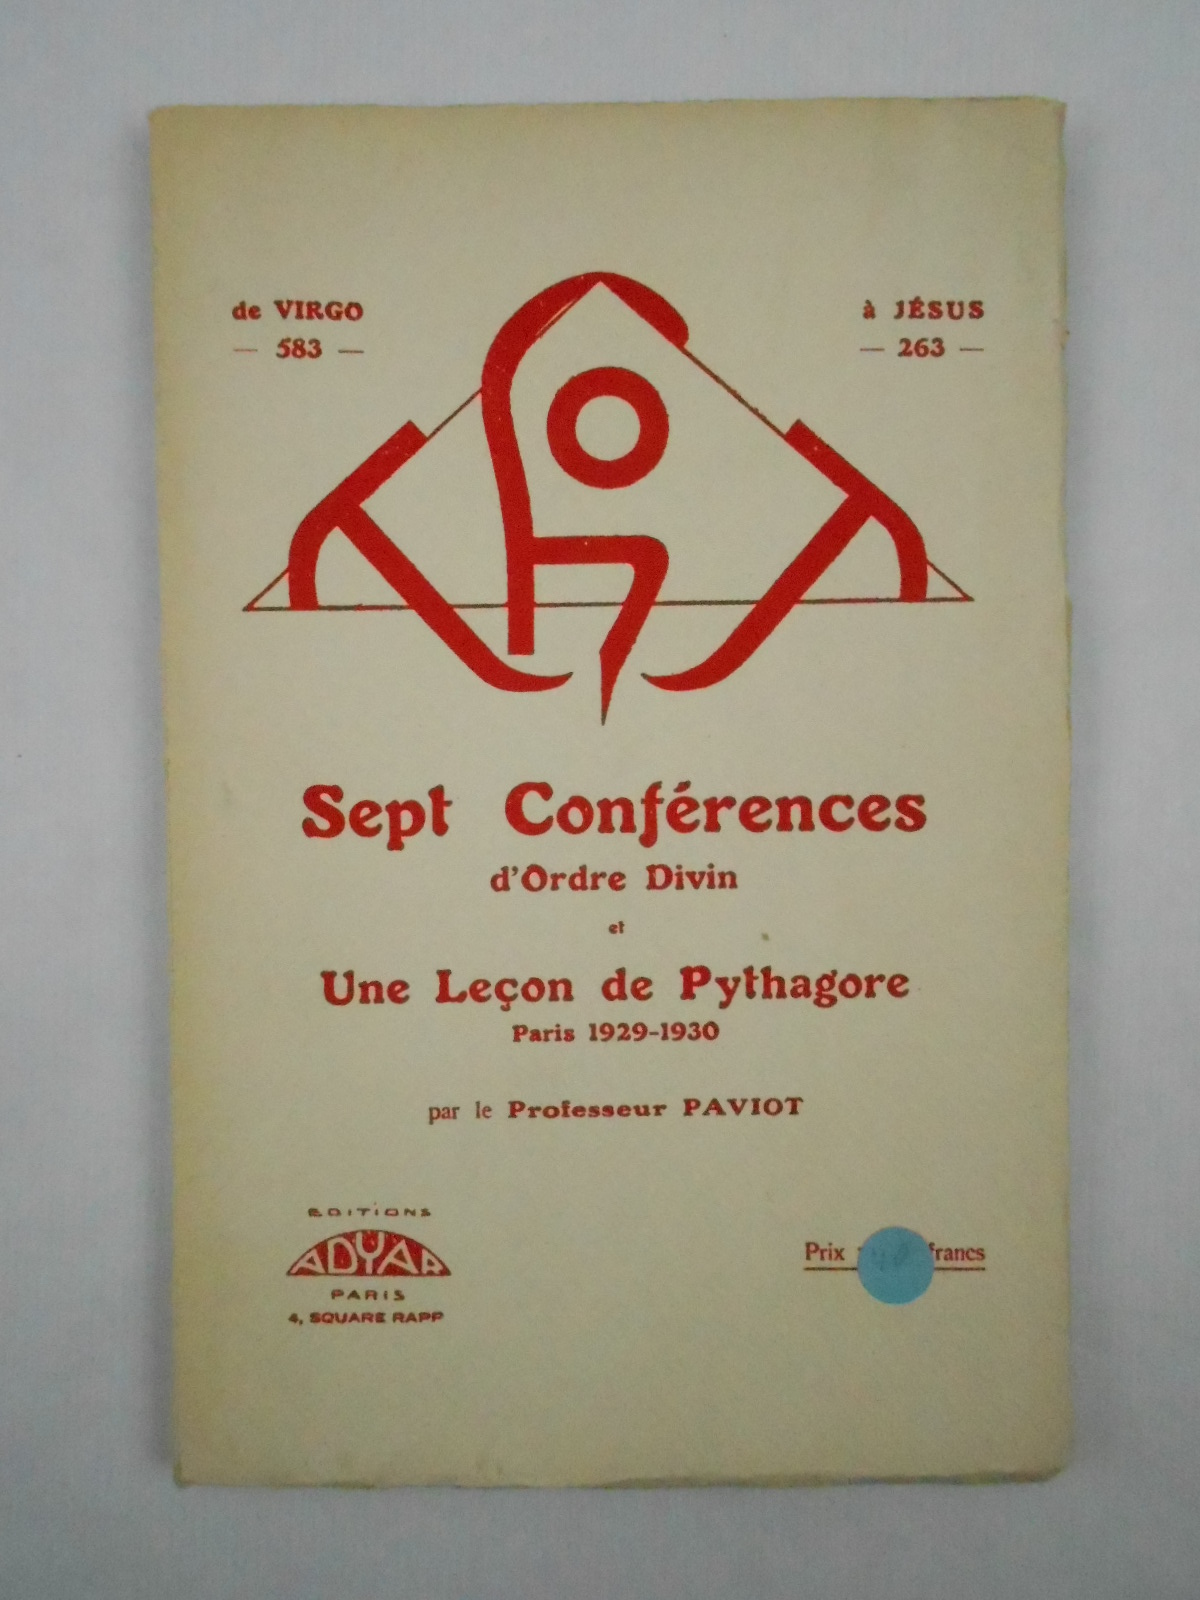 de VIRGO
— 583 —
à JÉSUS
— 263 —
Sept Conférences
d'Ordre Divin
et
Une Leçon de Pythagore
Paris 1929-1930
par le Professeur PAVIOT
EDITIONS
ADYAR
PARIS
4, SQUARE RAPP
Prix francs